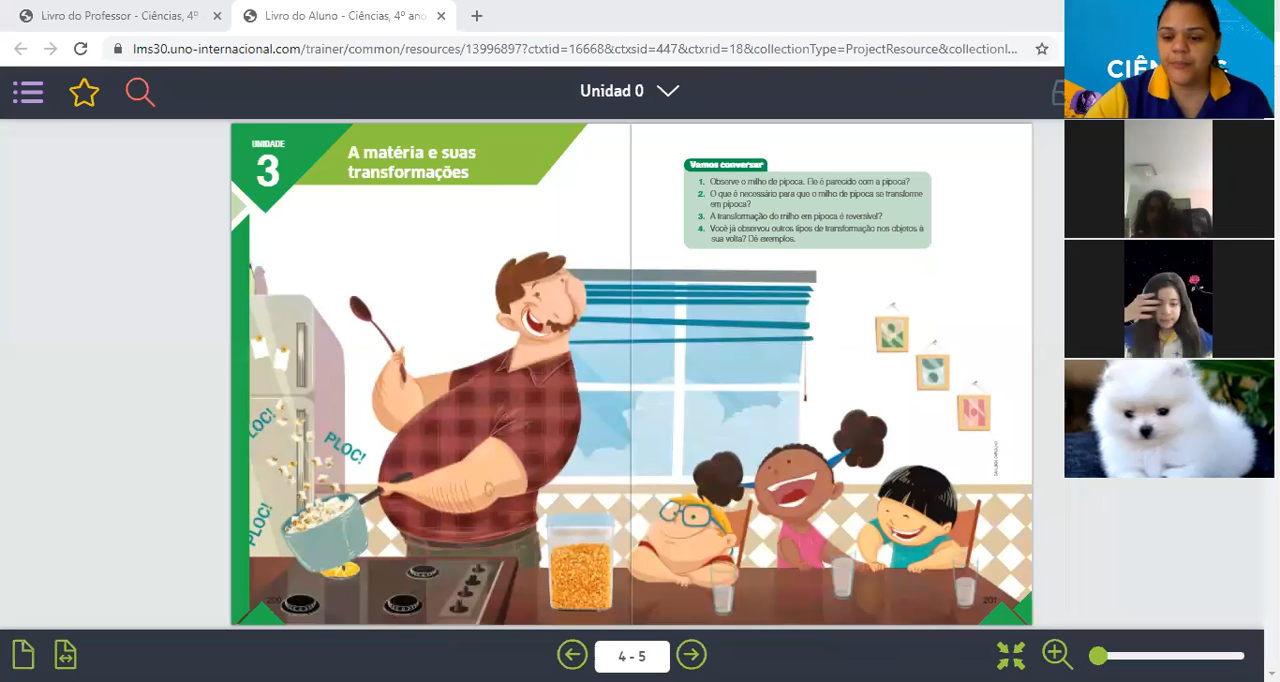 Livro do Professor - Ciências, 4º
Livro do Aluno - Ciências, 4º ano
lms30.uno-internacional.com/trainer/common/resources/13996897?ctxtid=16668&ctxsid=447&ctxrid=18&collectionType=ProjectResource&collectionI...
Unidad 0
CIÊNCIAS
UNIDADE
3
A matéria e suas
transformações
Vamos conversar
1. Observe o milho de pipoca. Ele é parecido com a pipoca?
2. O que é necessário para que o milho de pipoca se transforme
em pipoca?
3. A transformação do milho em pipoca é reversível?
4. Você já observou outros tipos de transformação nos objetos à
sua volta? Dê exemplos.
LOC!
PLOC!
PLOC!
200
201
4 - 5